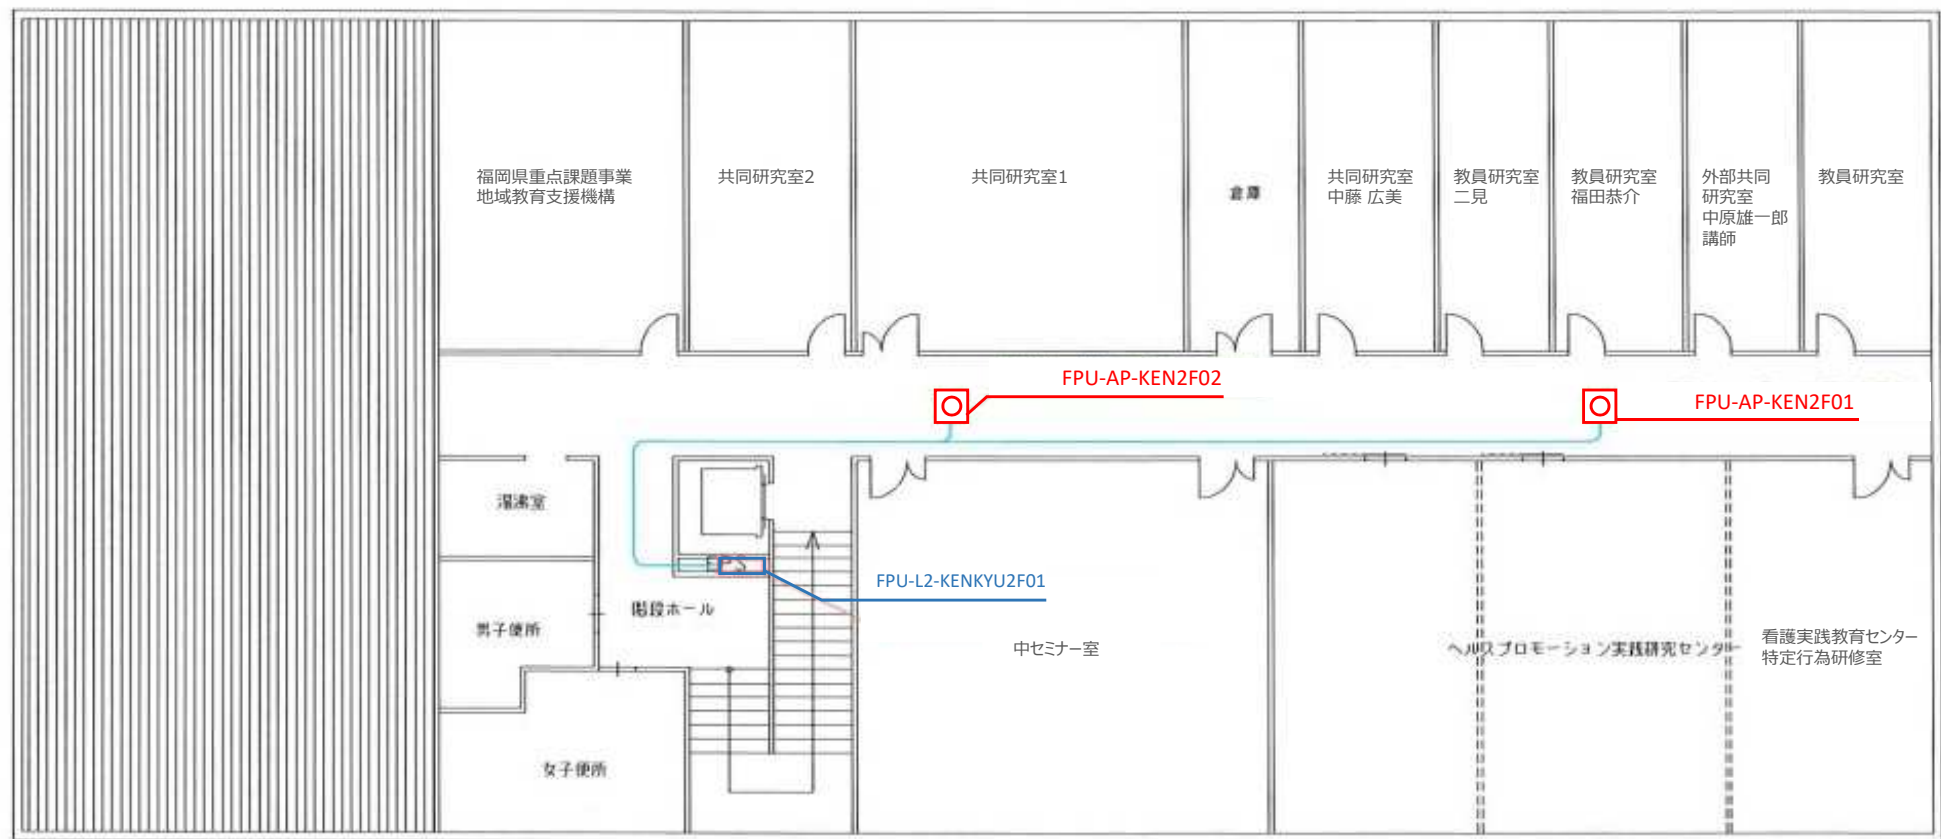 福岡県重点課題事業
地域教育支援機構
共同研究室2
共同研究室1
倉庫
共同研究室
中藤 広美
教員研究室
二見
教員研究室
福田恭介
外部共同
研究室
中原雄一郎
講師
教員研究室
FPU-AP-KEN2F02
FPU-AP-KEN2F01
湯沸室
FPU-L2-KENKYU2F01
階段ホール
男子便所
中セミナー室
ヘルスプロモーション実践研究センター
看護実践教育センター
特定行為研修室
女子便所